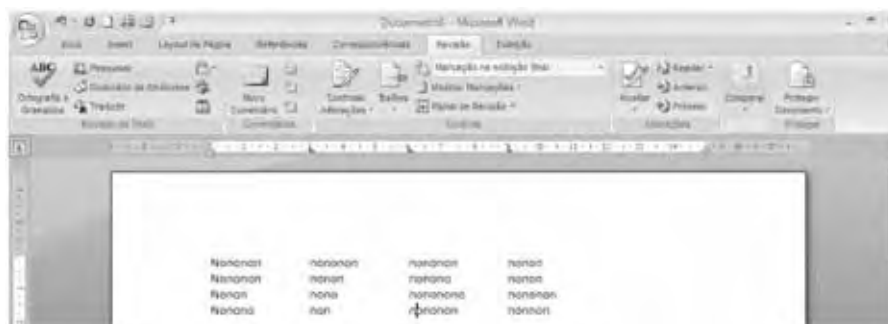 Documento - Microsoft Word
Início Inserir Layout da Página Referências Correspondências Revisão Exibição
ABC Pesquisar Marcação na exibição final Rejeitar
Dicionário de Sinônimos Mostrar Marcações Anterior
Ortografia e Gramática Traduzir Novo Comentário Controlar Alterações Balões Painel de Revisão Aceitar Próximo Comparar Proteger Documento
Revisão de Texto Comentários Controle Alterações Proteger
Nononon nononon nononon nonon
Nononon nonon nonono nonon
Nonon nono nononono nononon
Nonono non nononon nonnon